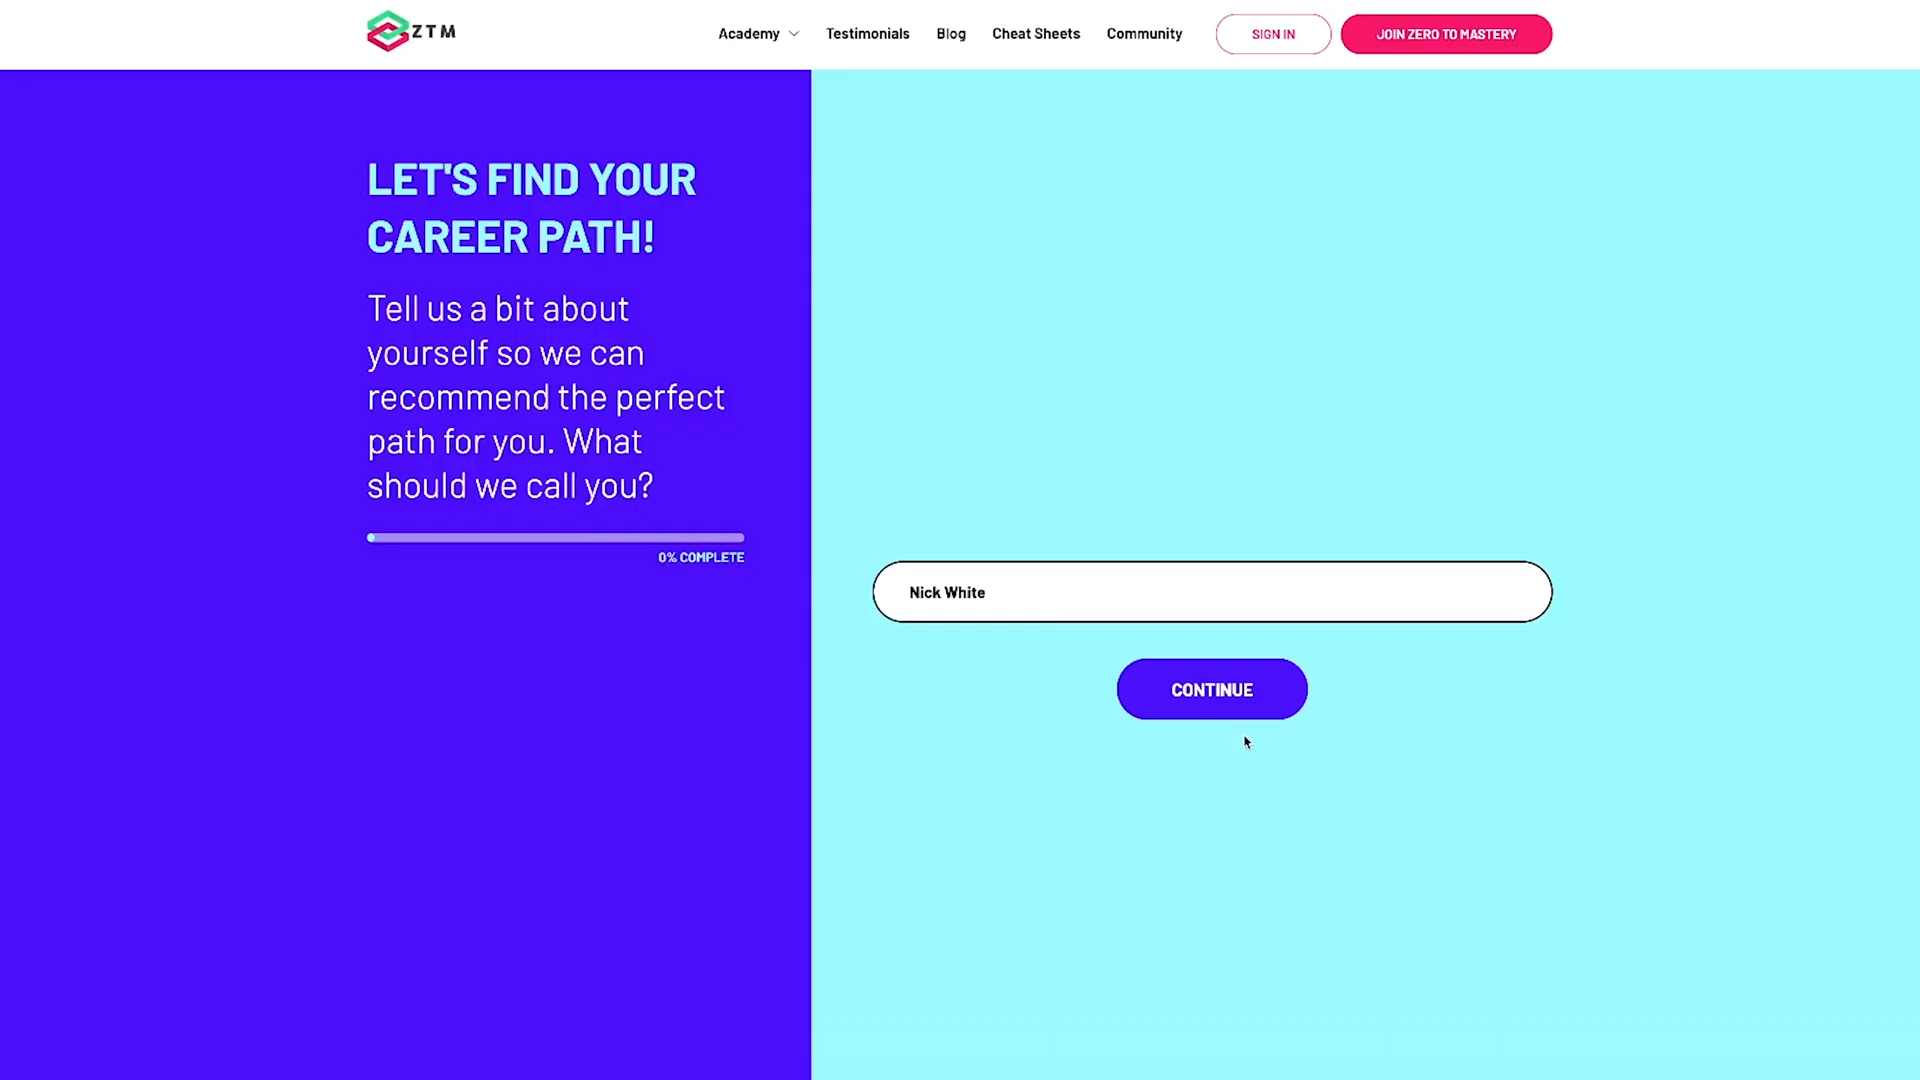 ZTM
Academy
Testimonials
Blog
Cheat Sheets
Community
SIGN IN
JOIN ZERO TO MASTERY
LET'S FIND YOUR
CAREER PATH!
Tell us a bit about
yourself so we can
recommend the perfect
path for you. What
should we call you?
0% COMPLETE
Nick White
CONTINUE